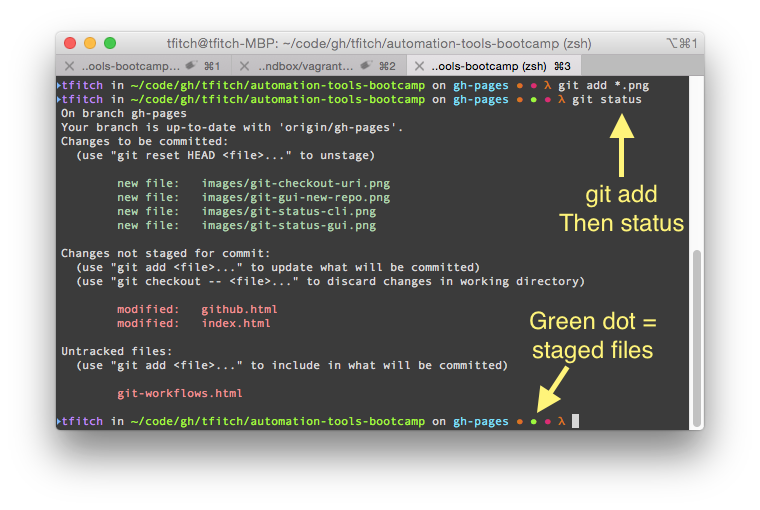 tfitch@tfitch-MBP: ~/code/gh/tfitch/automation-tools-bootcamp (zsh) ⌥⌘1
..ools-bootcamp... ⌘1 ..ndbox/vagrant... ⌘2 ..ools-bootcamp (zsh) ⌘3
tfitch in ~/code/gh/tfitch/automation-tools-bootcamp on gh-pages • • λ git add *.png
tfitch in ~/code/gh/tfitch/automation-tools-bootcamp on gh-pages • • • λ git status
On branch gh-pages
Your branch is up-to-date with 'origin/gh-pages'.
Changes to be committed:
(use "git reset HEAD <file>..." to unstage)
new file: images/git-checkout-uri.png
new file: images/git-gui-new-repo.png
new file: images/git-status-cli.png
new file: images/git-status-gui.png
git add
Then status
Changes not staged for commit:
(use "git add <file>..." to update what will be committed)
(use "git checkout -- <file>..." to discard changes in working directory)
modified: github.html
modified: index.html
Green dot =
staged files
Untracked files:
(use "git add <file>..." to include in what will be committed)
git-workflows.html
tfitch in ~/code/gh/tfitch/automation-tools-bootcamp on gh-pages • • • λ